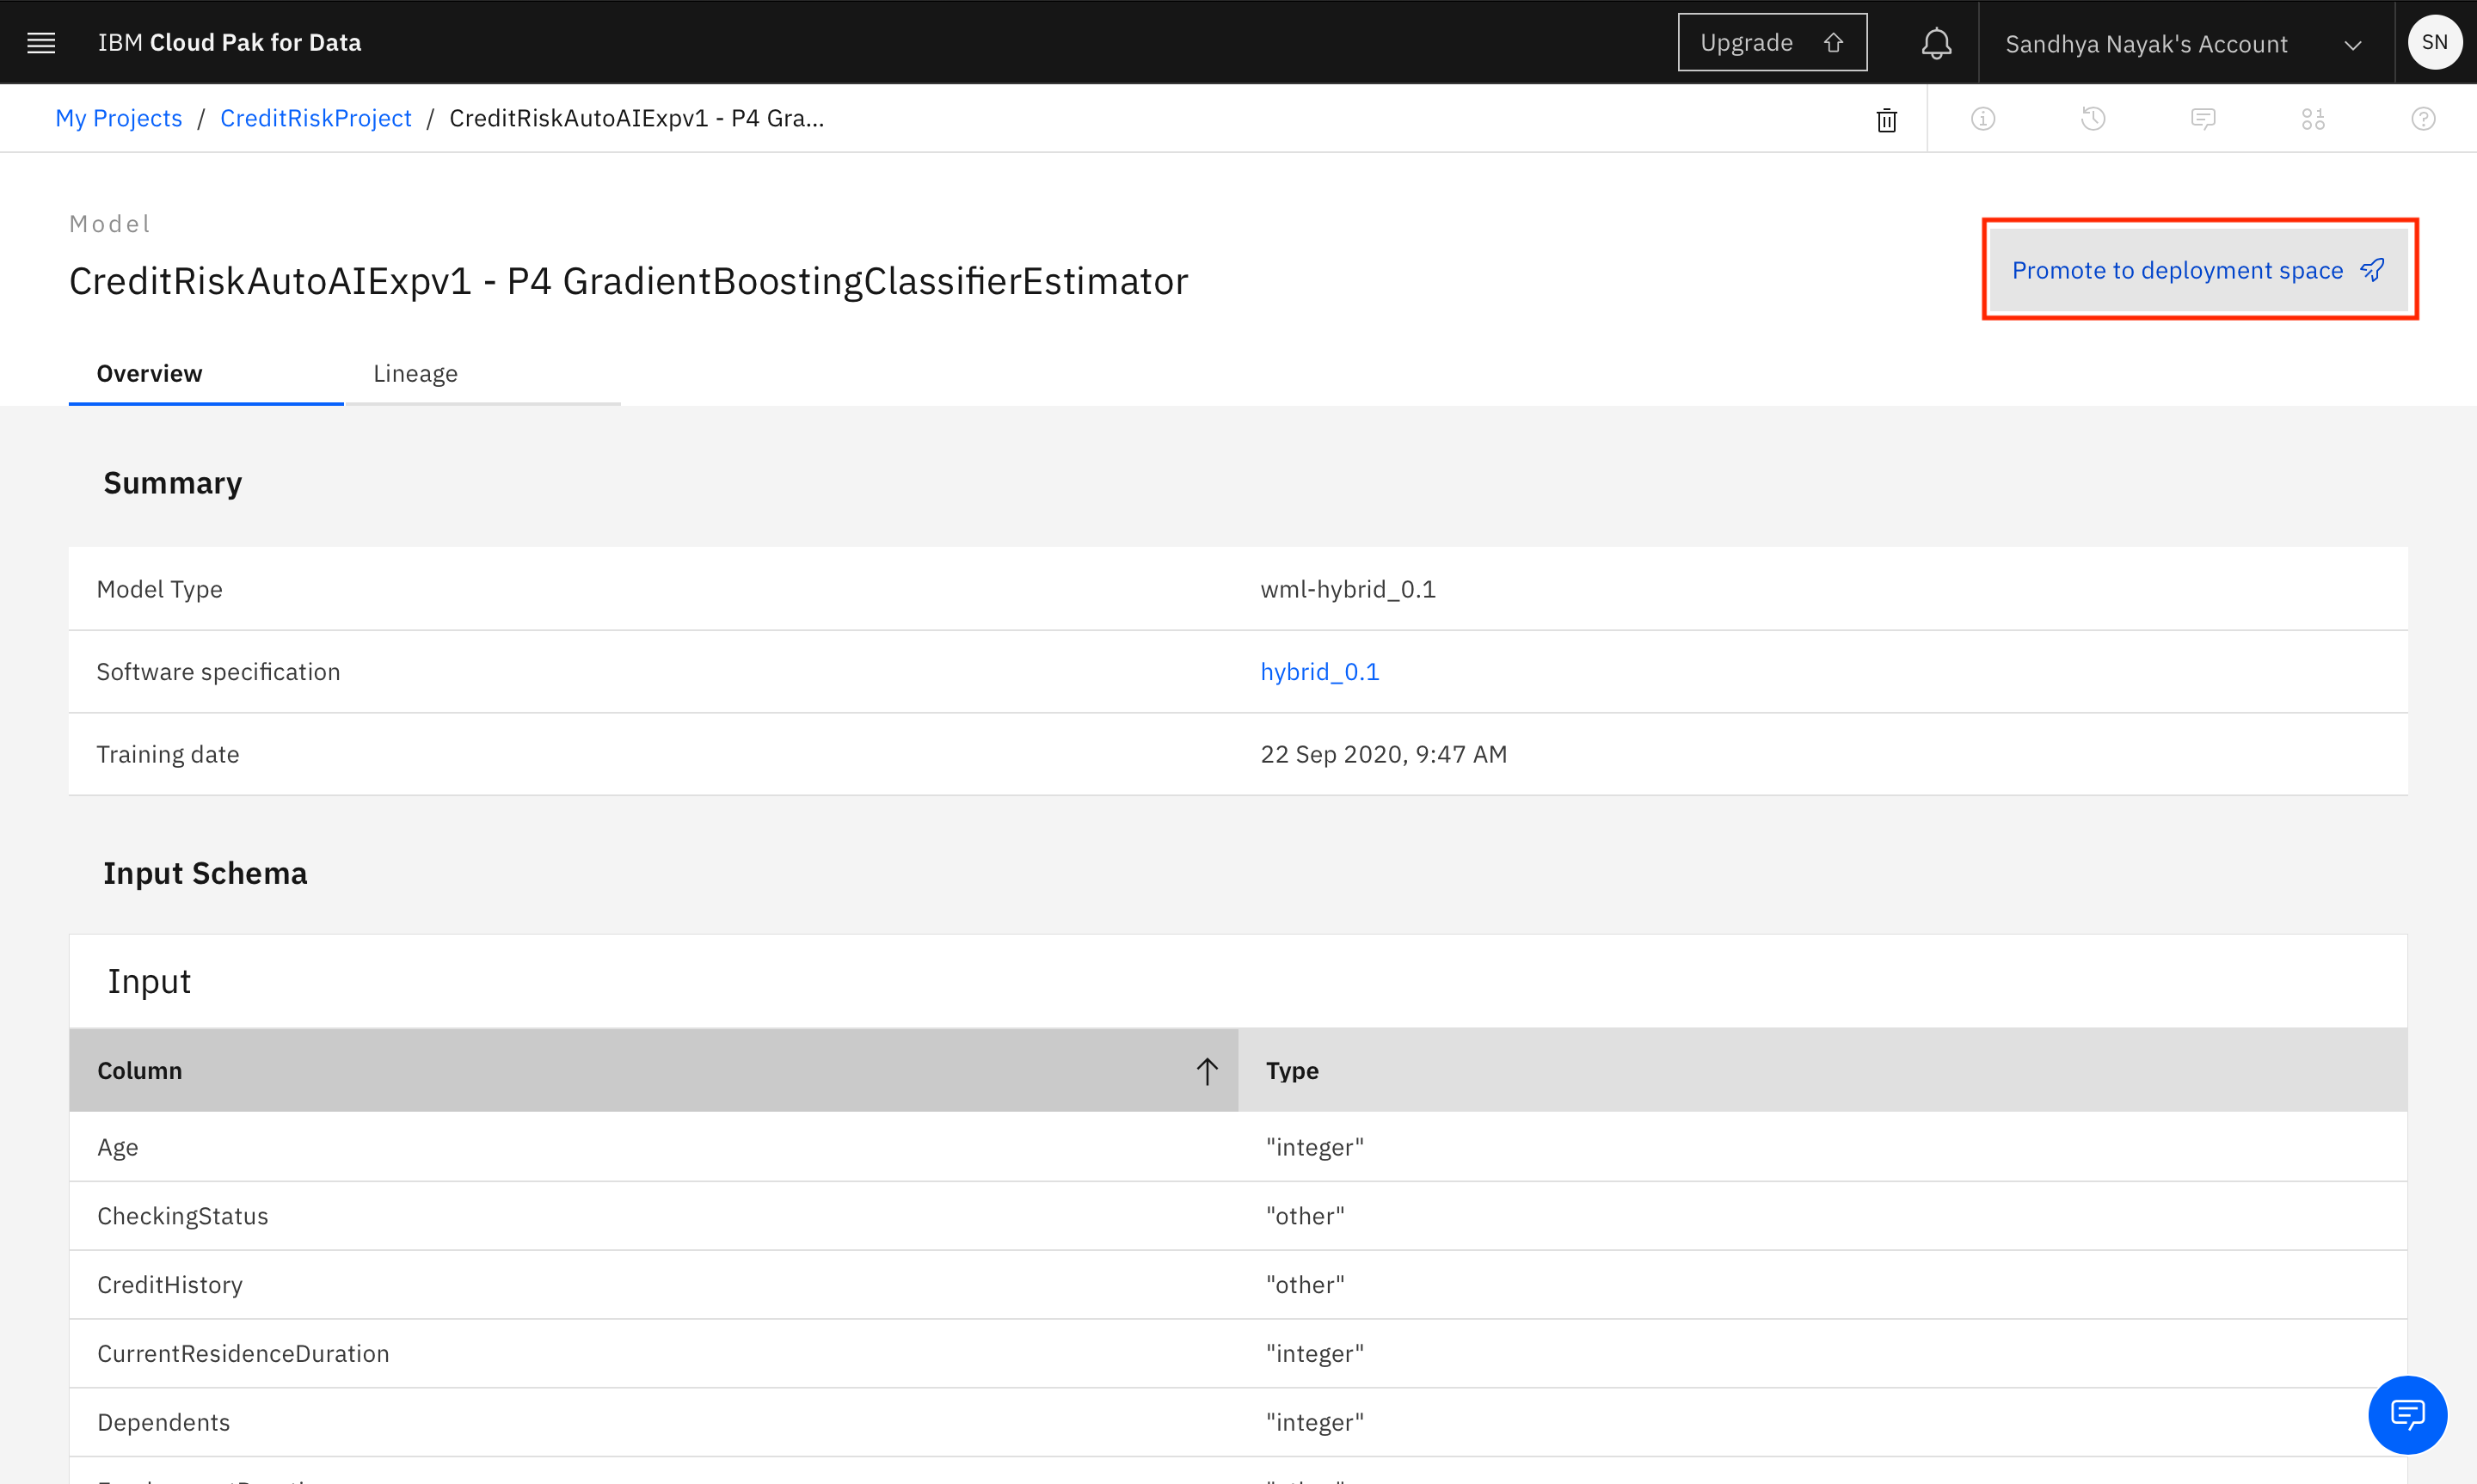 IBM Cloud Pak for Data
Upgrade
Sandhya Nayak's Account
SN
My Projects / CreditRiskProject / CreditRiskAutoAIExpv1 - P4 Gra...
Model
CreditRiskAutoAIExpv1 - P4 GradientBoostingClassifierEstimator
Promote to deployment space
Overview Lineage
Summary
Model Type wml-hybrid_0.1
Software specification hybrid_0.1
Training date 22 Sep 2020, 9:47 AM
Input Schema
Input
Column Type
Age "integer"
CheckingStatus "other"
CreditHistory "other"
CurrentResidenceDuration "integer"
Dependents "integer"